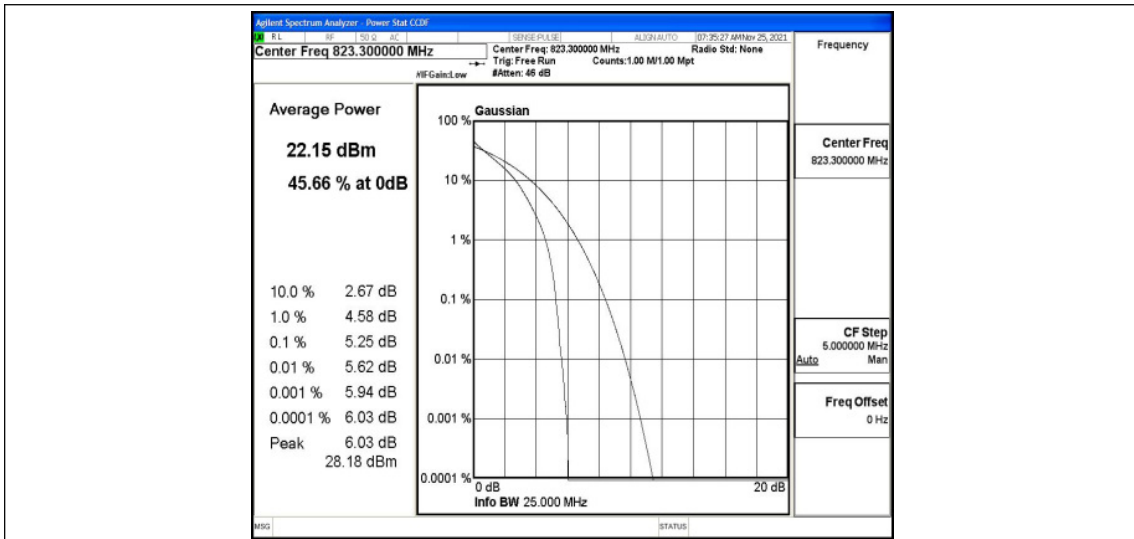 Agilent Spectrum Analyzer - Power Stat CCDF
RL RF 50 Ω AC SENSE:PULSE ALIGN AUTO 07:35:27 AM Nov 25, 2021
Center Freq 823.300000 MHz
Center Freq: 823.300000 MHz Radio Std: None
Trig: Free Run Counts:1.00 M/1.00 Mpt
#IFGain:Low #Atten: 46 dB
Average Power
22.15 dBm
45.66 % at 0dB
10.0 % 2.67 dB
1.0 % 4.58 dB
0.1 % 5.25 dB
0.01 % 5.62 dB
0.001 % 5.94 dB
0.0001 % 6.03 dB
Peak 6.03 dB
28.18 dBm
Gaussian
100 %
10 %
1 %
0.1 %
0.01 %
0.001 %
0.0001 %
0 dB 20 dB
Info BW 25.000 MHz
Frequency
Center Freq
823.300000 MHz
CF Step
5.000000 MHz
Auto Man
Freq Offset
0 Hz
MSG STATUS